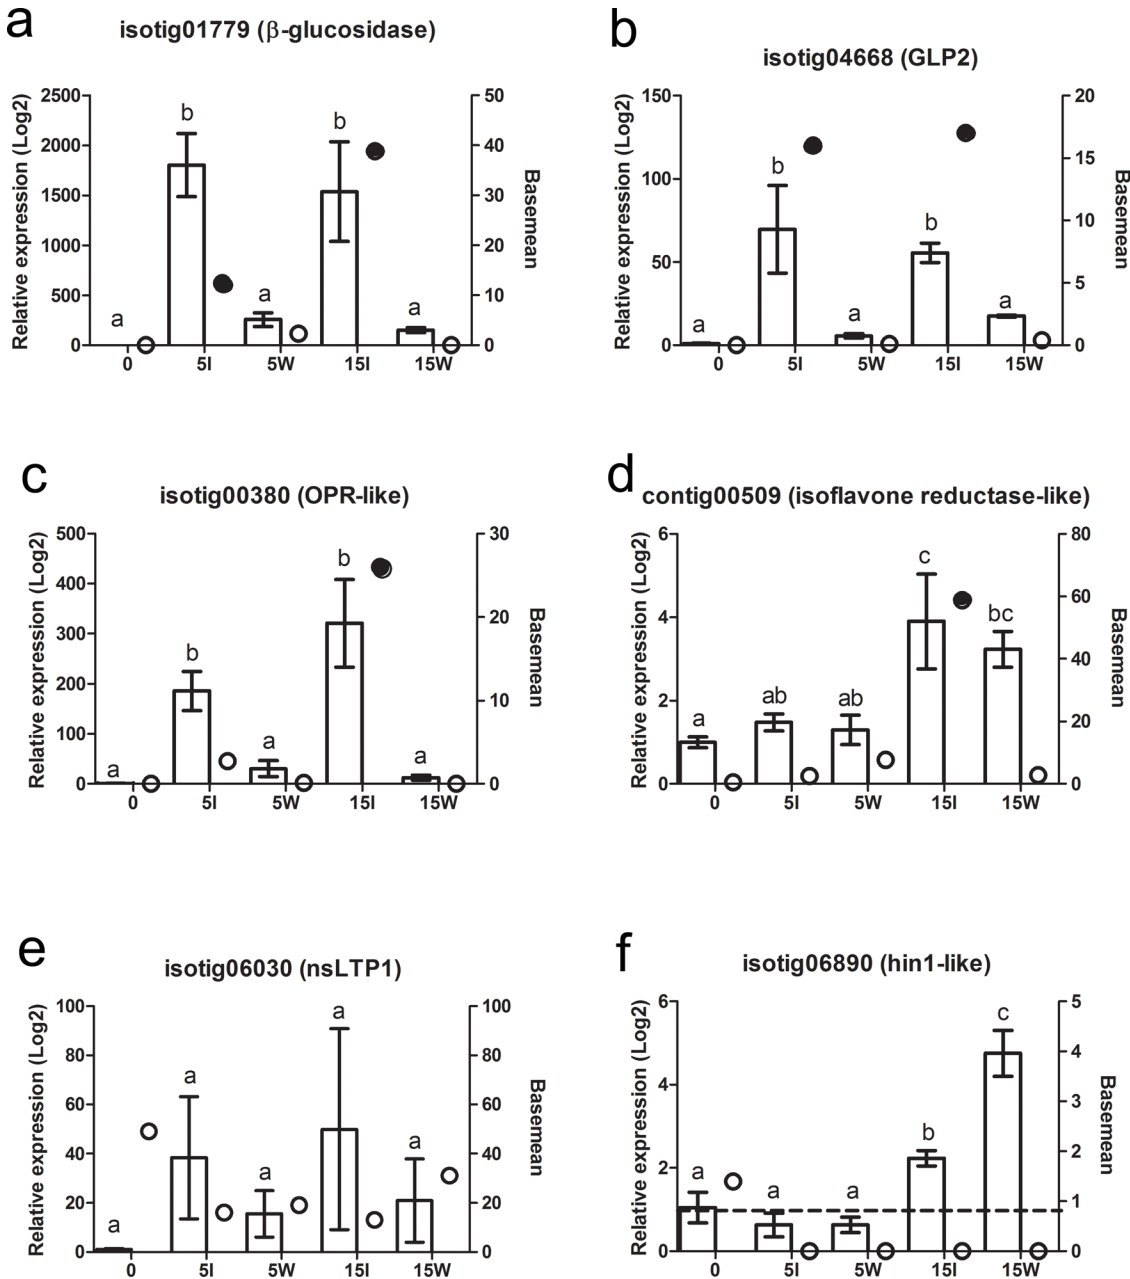 a
isotig01779 (β-glucosidase)
Relative expression (Log2)
2500
2000
1500
1000
500
0
50
40
30
20
10
0
Basemean
a
b
a
b
a
0
5I
5W
15I
15W
b
isotig04668 (GLP2)
Relative expression (Log2)
150
100
50
0
20
15
10
5
0
Basemean
a
b
a
b
a
0
5I
5W
15I
15W
c
isotig00380 (OPR-like)
Relative expression (Log2)
500
400
300
200
100
0
30
20
10
0
Basemean
a
b
a
b
a
0
5I
5W
15I
15W
d
contig00509 (isoflavone reductase-like)
Relative expression (Log2)
6
4
2
0
80
60
40
20
0
Basemean
a
ab
ab
c
bc
0
5I
5W
15I
15W
e
isotig06030 (nsLTP1)
Relative expression (Log2)
100
80
60
40
20
0
100
80
60
40
20
0
Basemean
a
a
a
a
a
0
5I
5W
15I
15W
f
isotig06890 (hin1-like)
Relative expression (Log2)
6
4
2
0
5
4
3
2
1
0
Basemean
a
a
a
b
c
0
5I
5W
15I
15W